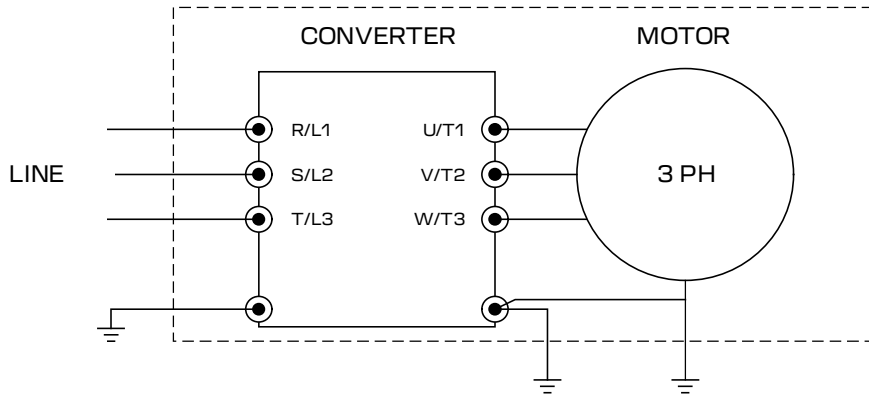 CONVERTER MOTOR
R/L1 U/T1
LINE S/L2 V/T2 3 PH
T/L3 W/T3